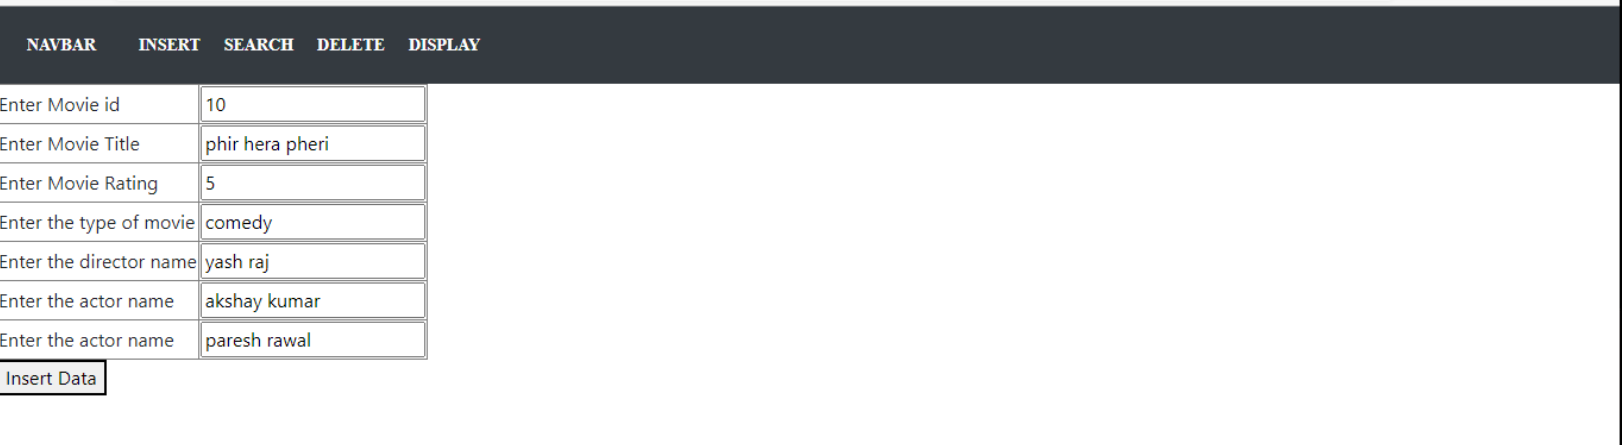 NAVBAR INSERT SEARCH DELETE DISPLAY
Enter Movie id 10
Enter Movie Title phir hera pheri
Enter Movie Rating 5
Enter the type of movie comedy
Enter the director name yash raj
Enter the actor name akshay kumar
Enter the actor name paresh rawal
Insert Data